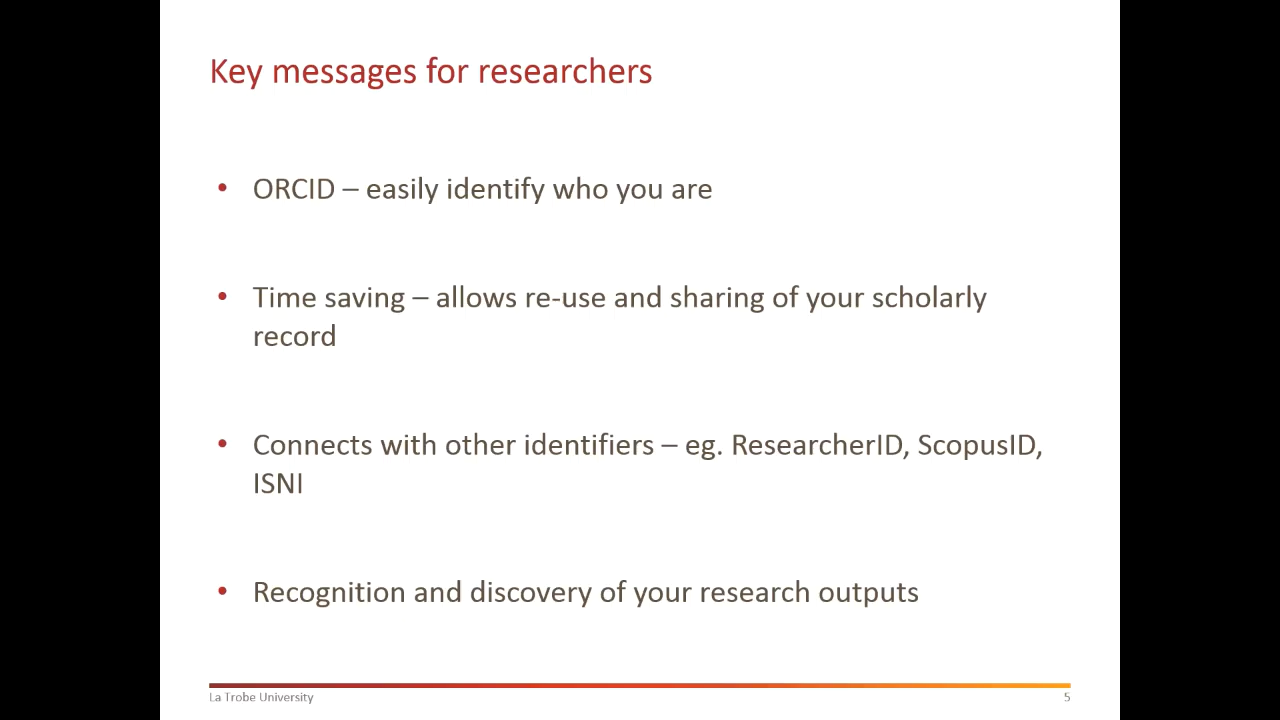 Key messages for researchers
• ORCID – easily identify who you are
• Time saving – allows re-use and sharing of your scholarly
record
• Connects with other identifiers – eg. ResearcherID, ScopusID,
ISNI
• Recognition and discovery of your research outputs
La Trobe University
5